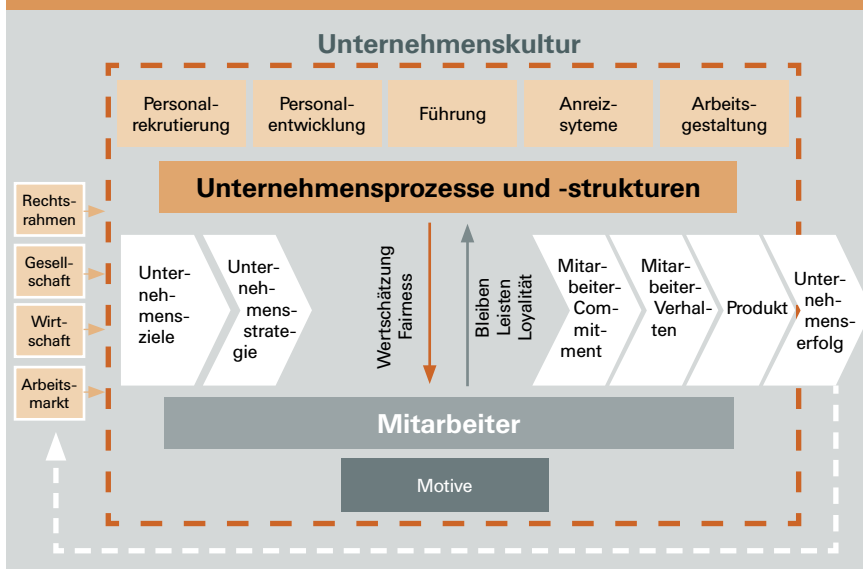 Unternehmenskultur
Personal-
rekrutierung
Personal-
entwicklung
Führung
Anreiz-
syteme
Arbeits-
gestaltung
Unternehmensprozesse und -strukturen
Rechts-
rahmen
Gesell-
schaft
Wirt-
schaft
Arbeits-
markt
Unter-
neh-
mens-
ziele
Unter-
neh-
mens-
strate-
gie
Wertschätzung
Fairness
Bleiben
Leisten
Loyalität
Mitar-
beiter-
Com-
mit-
ment
Mitar-
beiter-
Verhal-
ten
Produkt
Unter-
neh-
mens-
erfolg
Mitarbeiter
Motive